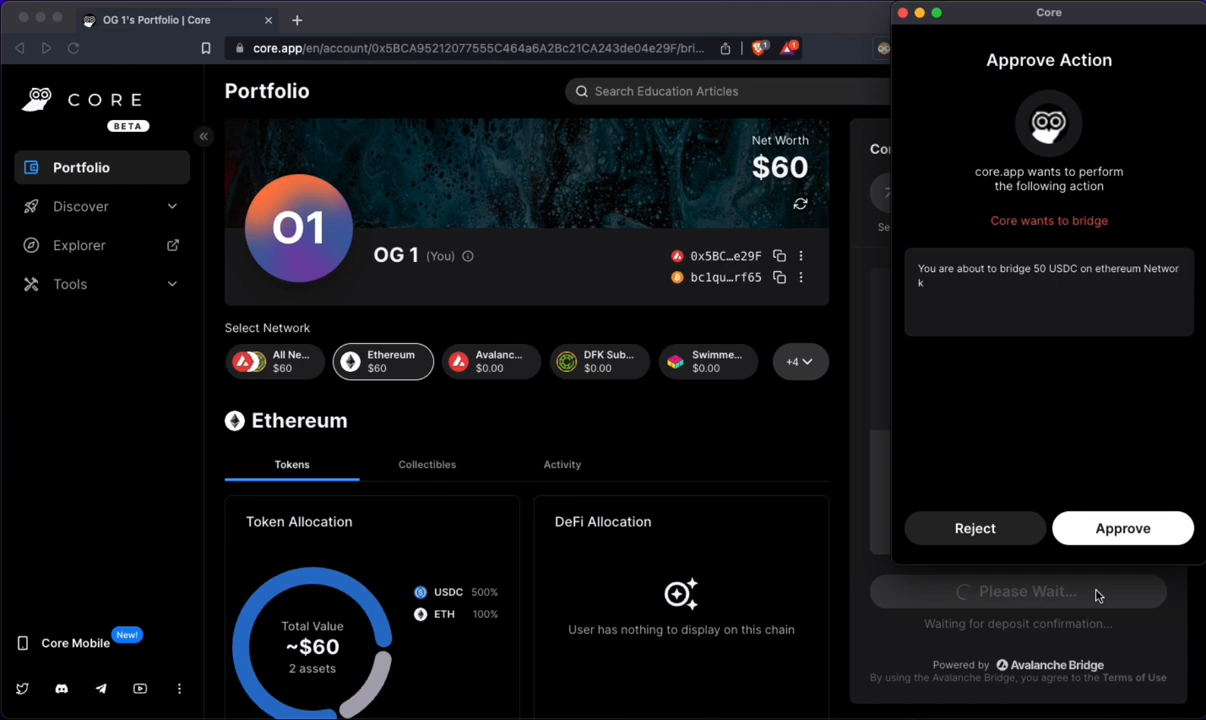 OG 1's Portfolio | Core
core.app/en/account/0x5BCA95212077555C464a6A2Bc21CA243de04e29F/bri...
1
1
CORE
BETA
Portfolio
Discover
Explorer
Tools
Core Mobile
New!
Portfolio
Search Education Articles
Net Worth
$60
O1
OG 1 (You)
0x5BC...e29F
bc1qu...rf65
Select Network
All Ne...
$60
Ethereum
$60
Avalanc...
$0.00
DFK Sub...
$0.00
Swimme...
$0.00
+4
Ethereum
Tokens
Collectibles
Activity
Token Allocation
Total Value
~$60
2 assets
USDC 500%
ETH 100%
DeFi Allocation
User has nothing to display on this chain
Co
Se
Core
Approve Action
core.app wants to perform
the following action
Core wants to bridge
You are about to bridge 50 USDC on ethereum Networ
k
Reject
Approve
Please Wait...
Waiting for deposit confirmation...
Powered by Avalanche Bridge
By using the Avalanche Bridge, you agree to the Terms of Use